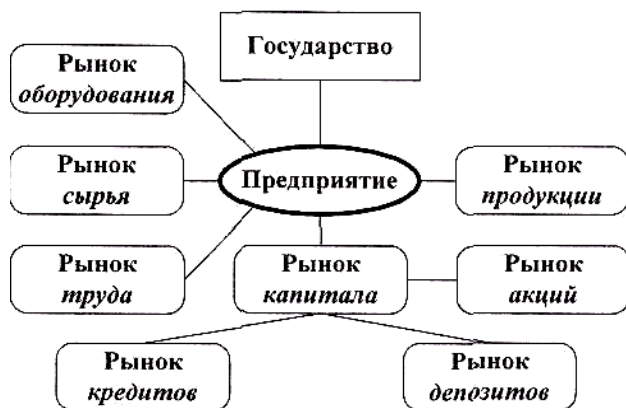 Государство
Рынок
оборудования
Рынок
сырья
Предприятие
Рынок
продукции
Рынок
труда
Рынок
капитала
Рынок
акций
Рынок
кредитов
Рынок
депозитов